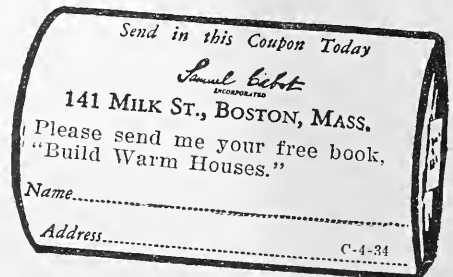 Send in this Coupon Today
Samuel Cabot
INCORPORATED
141 MILK ST., BOSTON, MASS.
Please send me your free book,
"Build Warm Houses."
Name
Address
C-4-34